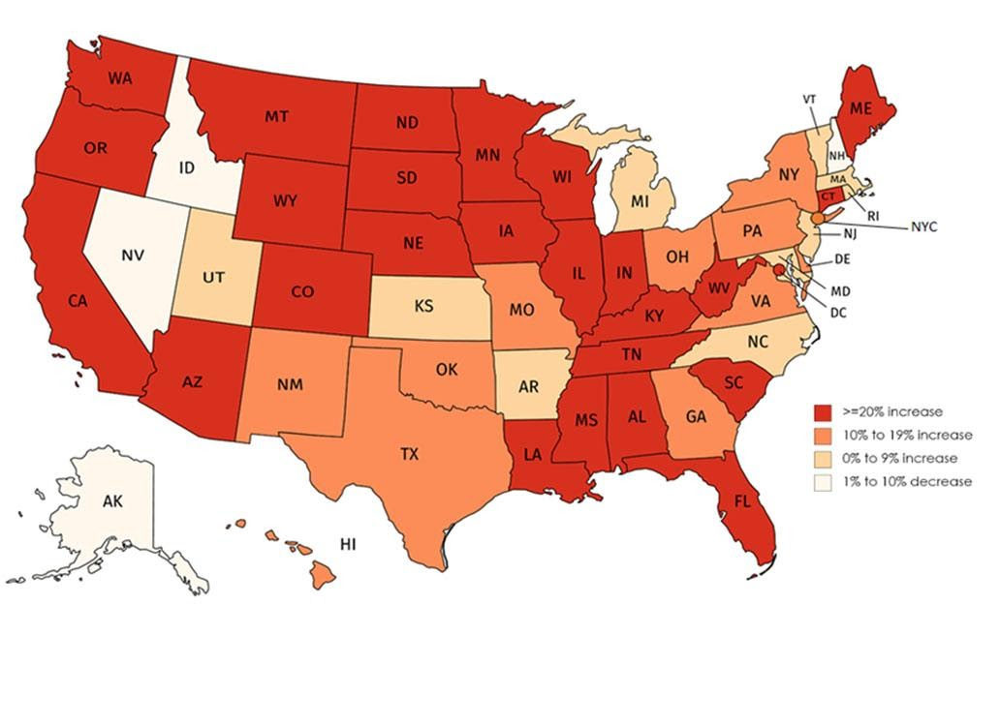 WA
MT
ND
MN
VT
ME
OR
ID
SD
WI
NH
WY
NY
MA
MI
CT
RI
NE
IA
NYC
NV
PA
NJ
UT
CO
IL
IN
OH
DE
CA
KS
MO
WV
VA
MD
KY
DC
NC
TN
AZ
NM
OK
AR
SC
MS
AL
GA
TX
LA
FL
AK
HI
>=20% increase
10% to 19% increase
0% to 9% increase
1% to 10% decrease